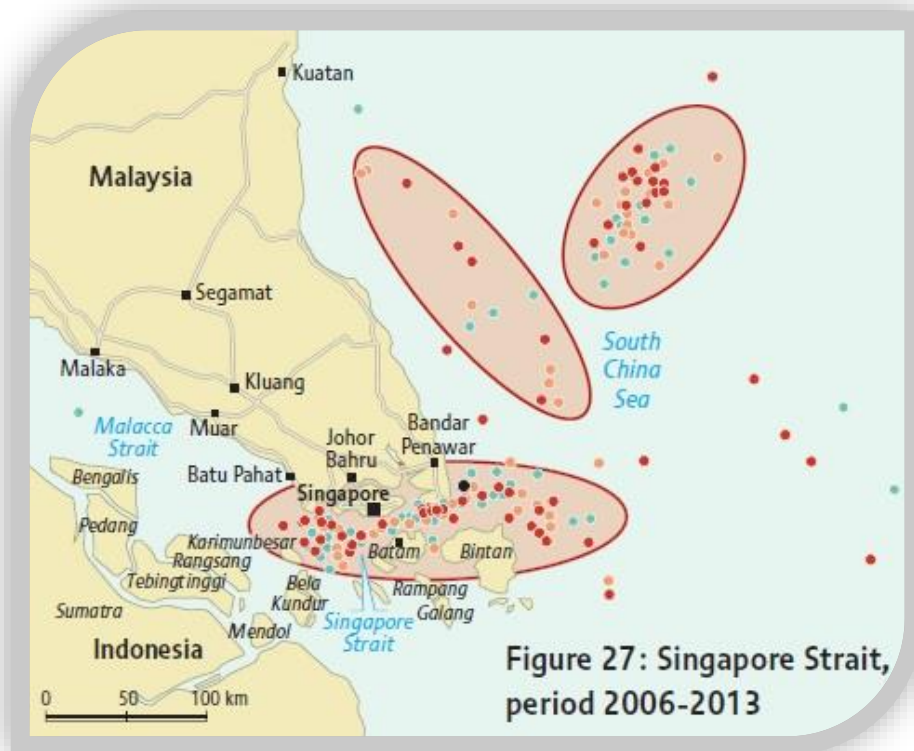 Kuatan
Malaysia
Segamat
Malaka
Kluang
South
China
Sea
Malacca
Strait
Muar
Bandar
Penawar
Johor
Bahru
Batu Pahat
Singapore
Bengalis
Pedang
Karimunbesar
Rangsang
Tebingtinggi
Batam
Bintan
Bela
Kundur
Rampang
Galang
Sumatra
Mendol
Singapore
Strait
Indonesia
0 50 100 km
Figure 27: Singapore Strait,
period 2006-2013